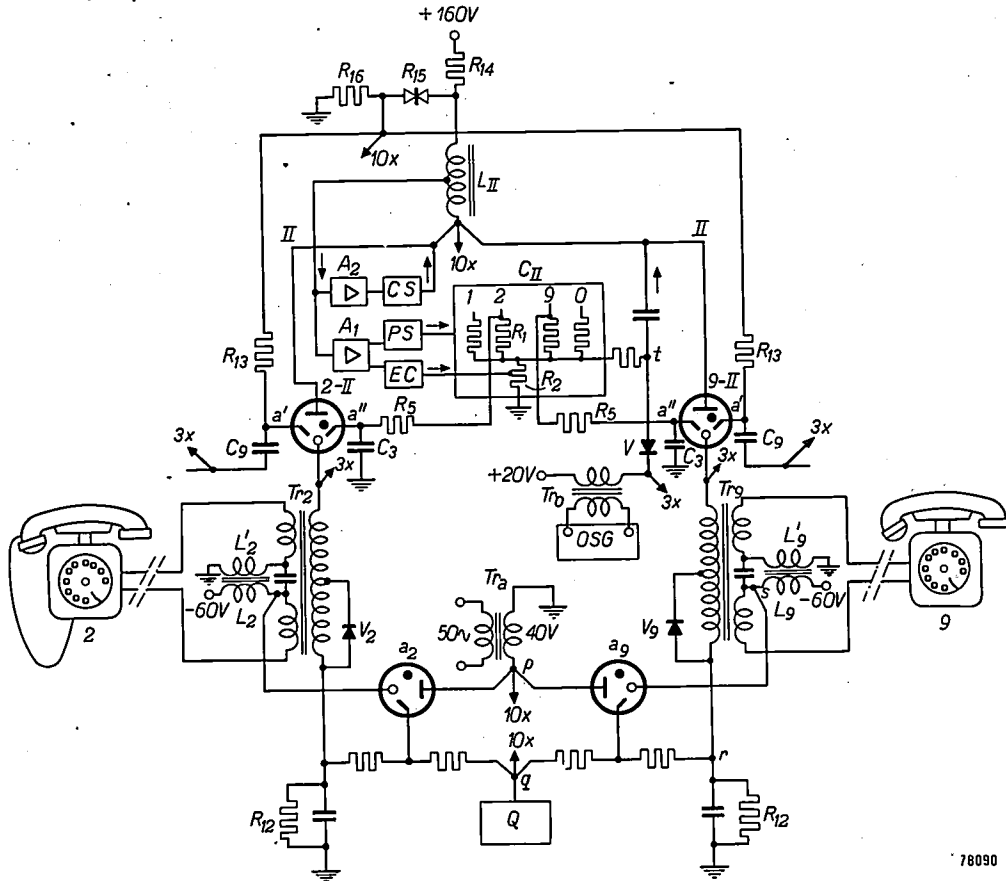 +160V
R16
R15
R14
10x
LII
II
II
10x
A2
CS
CII
1 2 9 0
A1
PS
R1
EC
R2
t
R13
R13
2-II
9-II
a'
a"
R5
R5
a"
a'
3x
C9
C3
V
C3
C9
3x
3x
3x
+20V
3x
Tr2
Tr0
OSG
Tr9
L'2
-60V
L2
V2
2
Tra
50~
40V
L'9
s
-60V
L9
V9
9
a2
p
a9
10x
10x
q
r
R12
Q
R12
78090